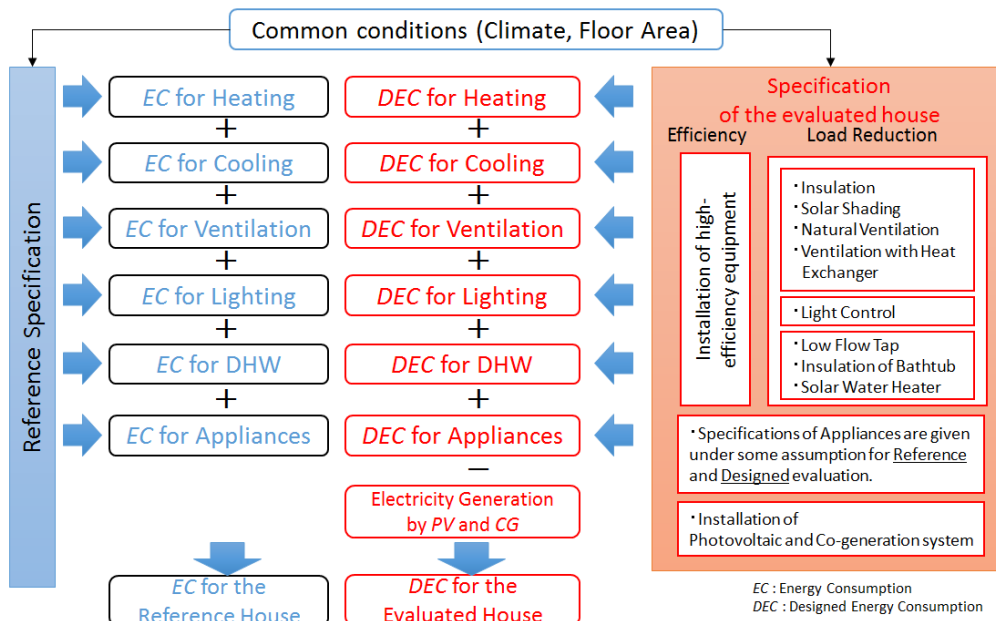 Common conditions (Climate, Floor Area)
Reference Specification
EC for Heating
+
EC for Cooling
+
EC for Ventilation
+
EC for Lighting
+
EC for DHW
+
EC for Appliances
EC for the
Reference House
DEC for Heating
+
DEC for Cooling
+
DEC for Ventilation
+
DEC for Lighting
+
DEC for DHW
+
DEC for Appliances
−
Electricity Generation
by PV and CG
DEC for the
Evaluated House
Specification
of the evaluated house
Efficiency
Installation of high-
efficiency equipment
Load Reduction
・Insulation
・Solar Shading
・Natural Ventilation
・Ventilation with Heat
Exchanger
・Light Control
・Low Flow Tap
・Insulation of Bathtub
・Solar Water Heater
・Specifications of Appliances are given
under some assumption for Reference
and Designed evaluation.
・Installation of
Photovoltaic and Co-generation system
EC : Energy Consumption
DEC : Designed Energy Consumption